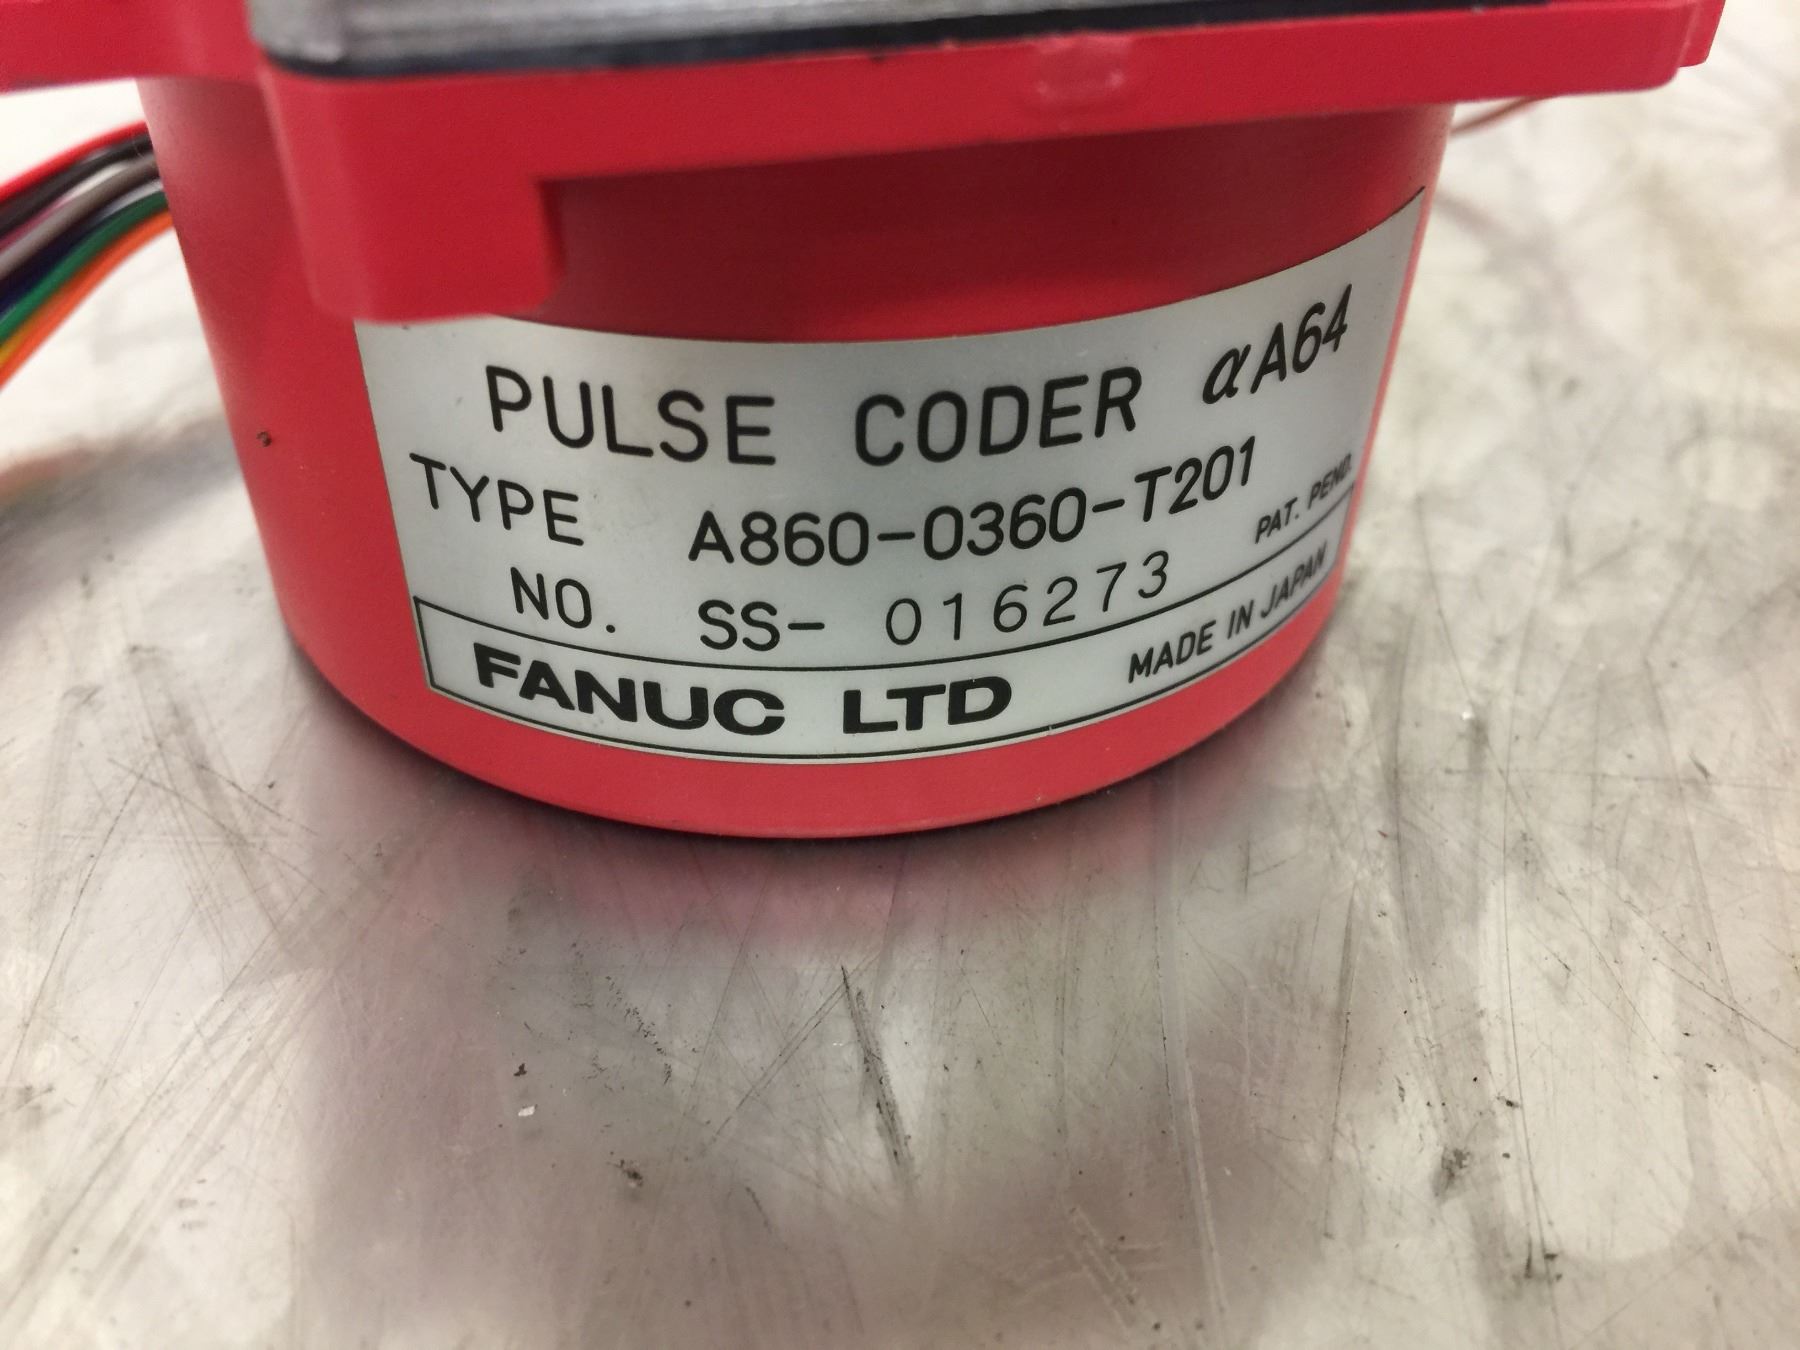 PULSE CODER αA64
TYPE A860-0360-T201
NO. SS- 016273
PAT. PEND.
FANUC LTD
MADE IN JAPAN